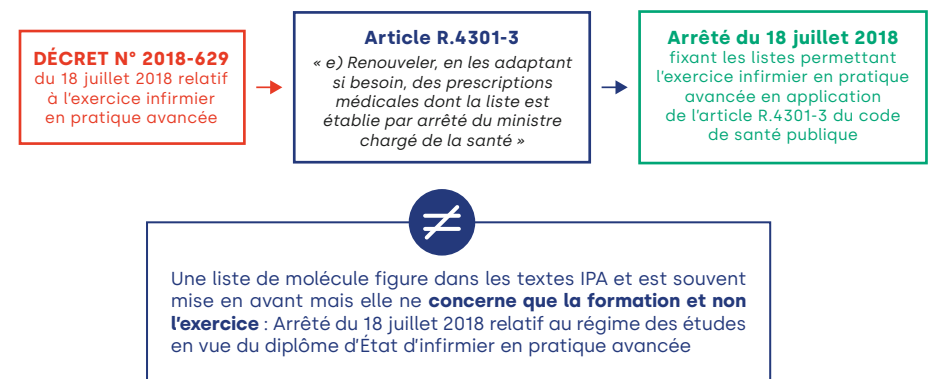 DÉCRET N° 2018-629
du 18 juillet 2018 relatif
à l'exercice infirmier
en pratique avancée
Article R.4301-3
« e) Renouveler, en les adaptant
si besoin, des prescriptions
médicales dont la liste est
établie par arrêté du ministre
chargé de la santé »
Arrêté du 18 juillet 2018
fixant les listes permettant
l'exercice infirmier en pratique
avancée en application
de l'article R.4301-3 du code
de santé publique
≠
Une liste de molécule figure dans les textes IPA et est souvent
mise en avant mais elle ne concerne que la formation et non
l'exercice : Arrêté du 18 juillet 2018 relatif au régime des études
en vue du diplôme d'État d'infirmier en pratique avancée